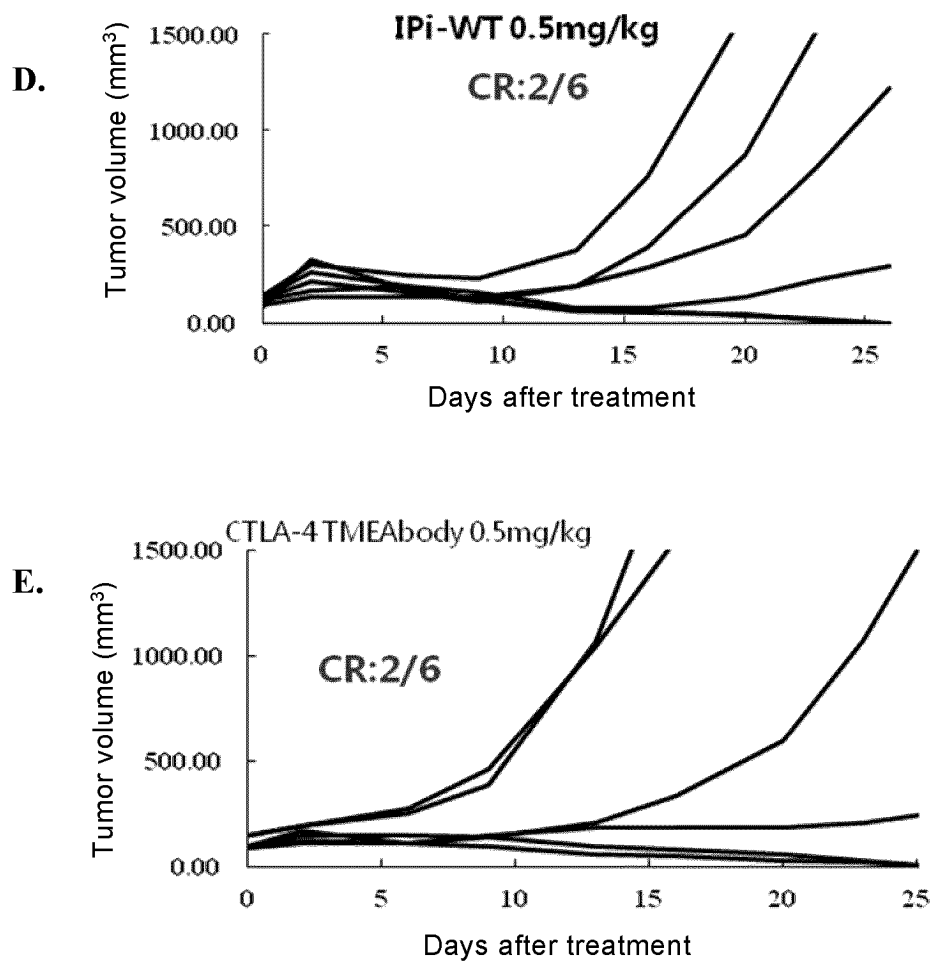 D.
IPi-WT 0.5mg/kg
CR:2/6
Tumor volume (mm³)
1500.00
1000.00
500.00
0.00
0 5 10 15 20 25
Days after treatment
E.
CTLA-4 TMEAbody 0.5mg/kg
CR:2/6
Tumor volume (mm³)
1500.00
1000.00
500.00
0.00
0 5 10 15 20 25
Days after treatment